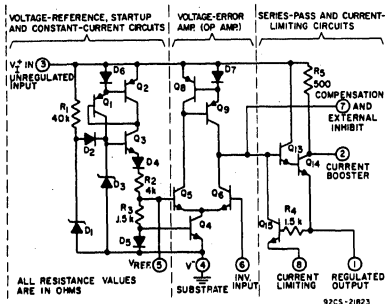 VOLTAGE-REFERENCE, STARTUP
AND CONSTANT-CURRENT CIRCUITS
VOLTAGE-ERROR
AMP. (OP AMP.)
SERIES-PASS AND CURRENT-
LIMITING CIRCUITS
V+ IN 3
UNREGULATED
INPUT
D6
Q1
Q2
R1
40k
D2
Q3
D4
D3
R2
4k
R3
1.5k
D5
D1
Q8
D7
Q9
Q5
Q6
Q4
R5
500
COMPENSATION
7 AND
EXTERNAL
INHIBIT
Q13
Q14
2
CURRENT
BOOSTER
Q15
R4
1.5k
VREF. 5
V- 4
6
8
1
ALL RESISTANCE VALUES
ARE IN OHMS
SUBSTRATE
INV.
INPUT
CURRENT
LIMITING
REGULATED
OUTPUT
92CS-21823